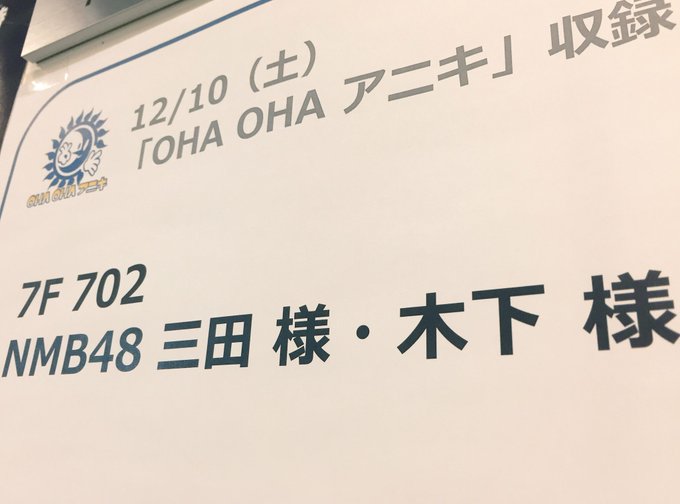 12/10（土）
「OHA OHA アニキ」収録
OHA OHA アニキ
7F 702
NMB48 三田 様・木下 様